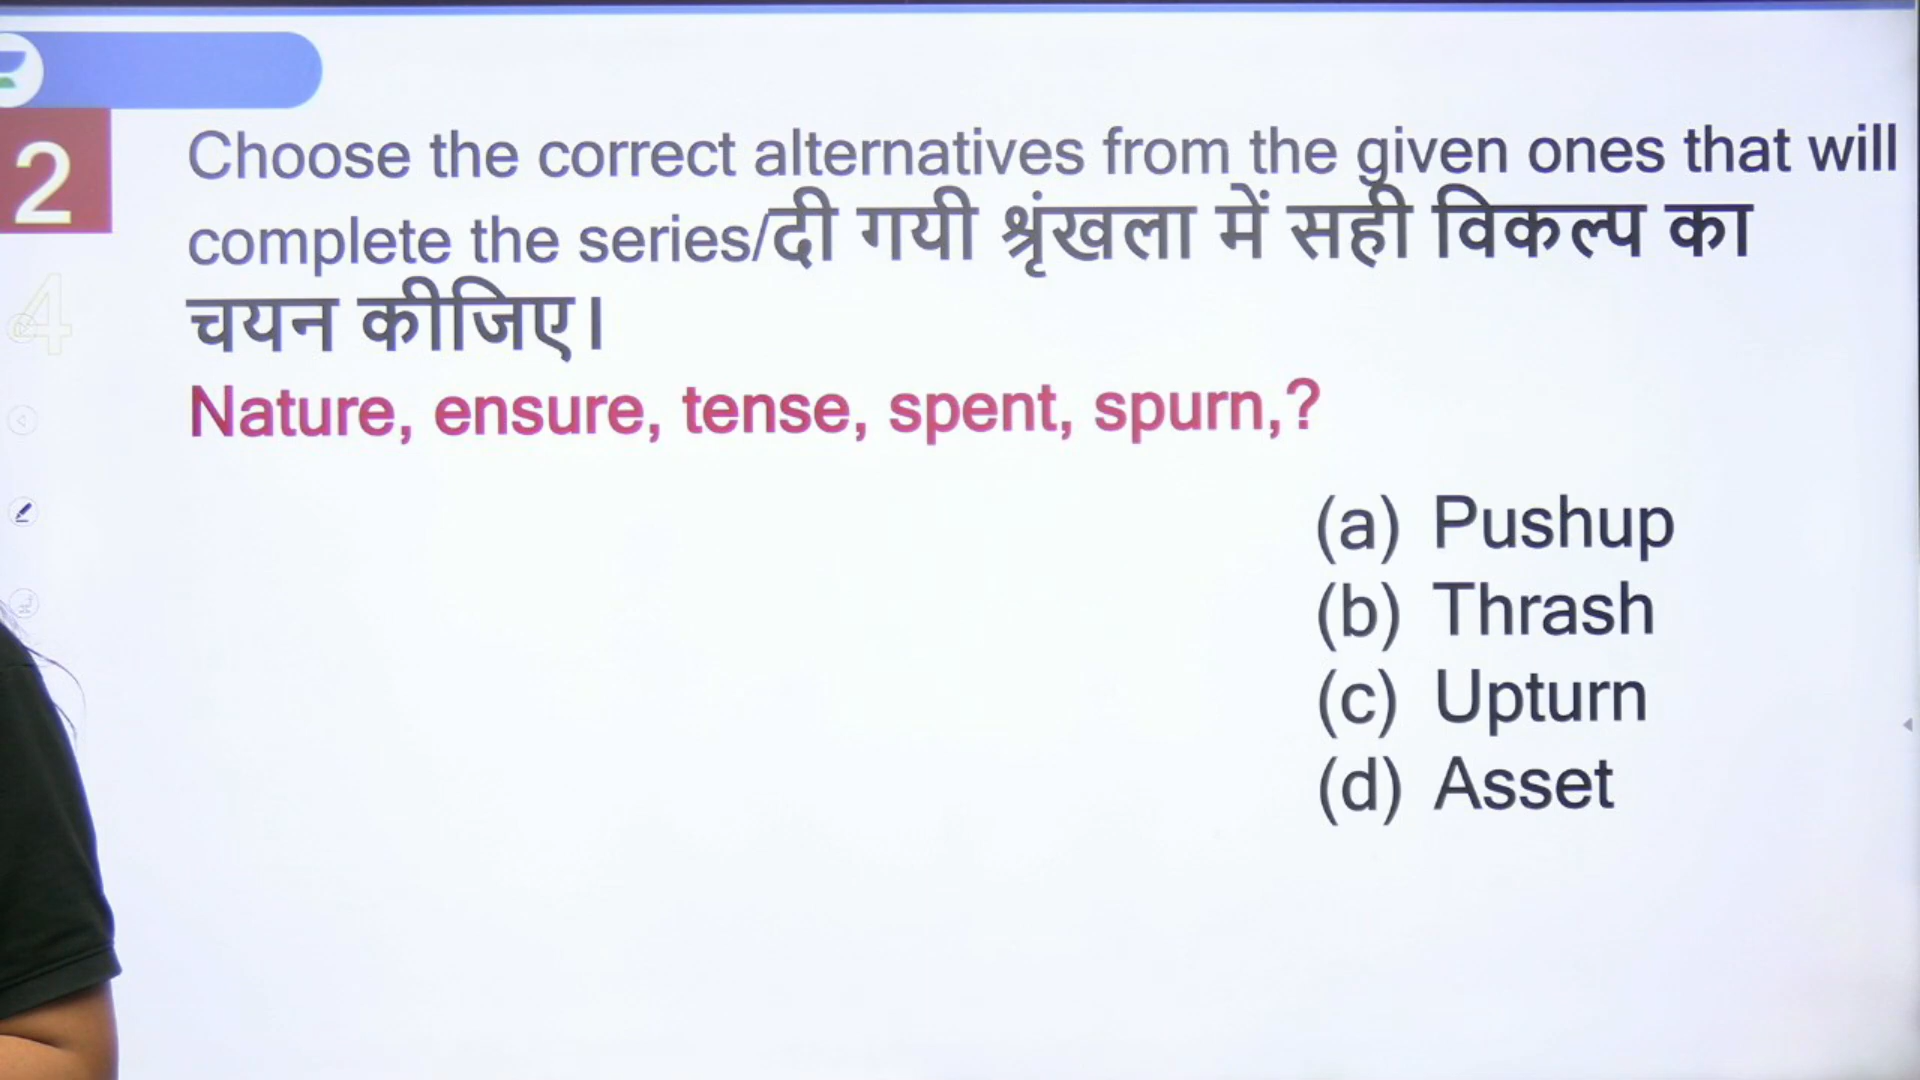 2
Choose the correct alternatives from the given ones that will
complete the series/दी गयी श्रृंखला में सही विकल्प का
चयन कीजिए।
4
Nature, ensure, tense, spent, spurn,?
(a) Pushup
(b) Thrash
(c) Upturn
(d) Asset